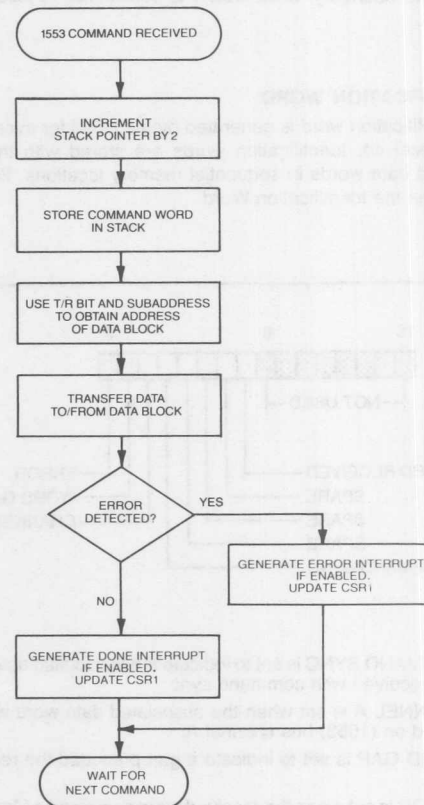 1553 COMMAND RECEIVED
INCREMENT
STACK POINTER BY 2
STORE COMMAND WORD
IN STACK
USE T/R BIT AND SUBADDRESS
TO OBTAIN ADDRESS
OF DATA BLOCK
TRANSFER DATA
TO/FROM DATA BLOCK
ERROR
DETECTED?
YES
NO
GENERATE ERROR INTERRUPT
IF ENABLED.
UPDATE CSR1
GENERATE DONE INTERRUPT
IF ENABLED.
UPDATE CSR1
WAIT FOR
NEXT COMMAND